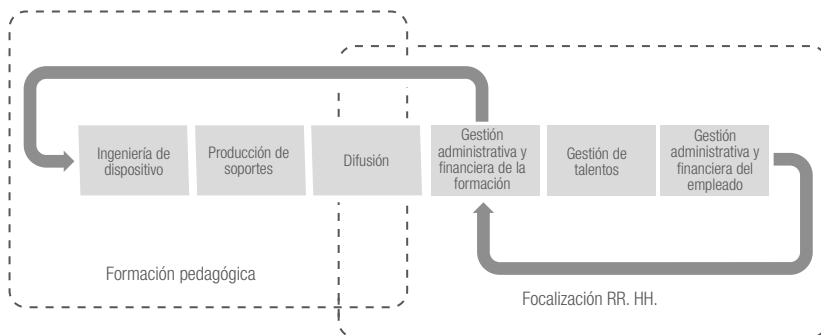 Ingeniería de
dispositivo
Producción de
soportes
Difusión
Gestión
administrativa y
financiera de la
formación
Gestión de
talentos
Gestión
administrativa y
financiera del
empleado
Formación pedagógica
Focalización RR. HH.